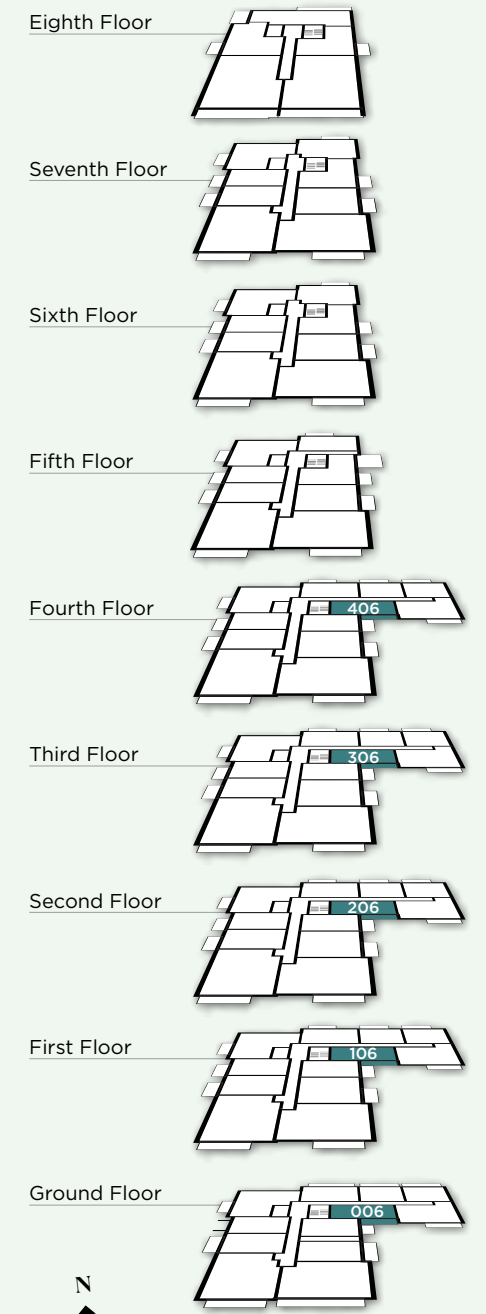 Eighth Floor
Seventh Floor
Sixth Floor
Fifth Floor
Fourth Floor
406
Third Floor
306
Second Floor
206
First Floor
106
Ground Floor
006
N